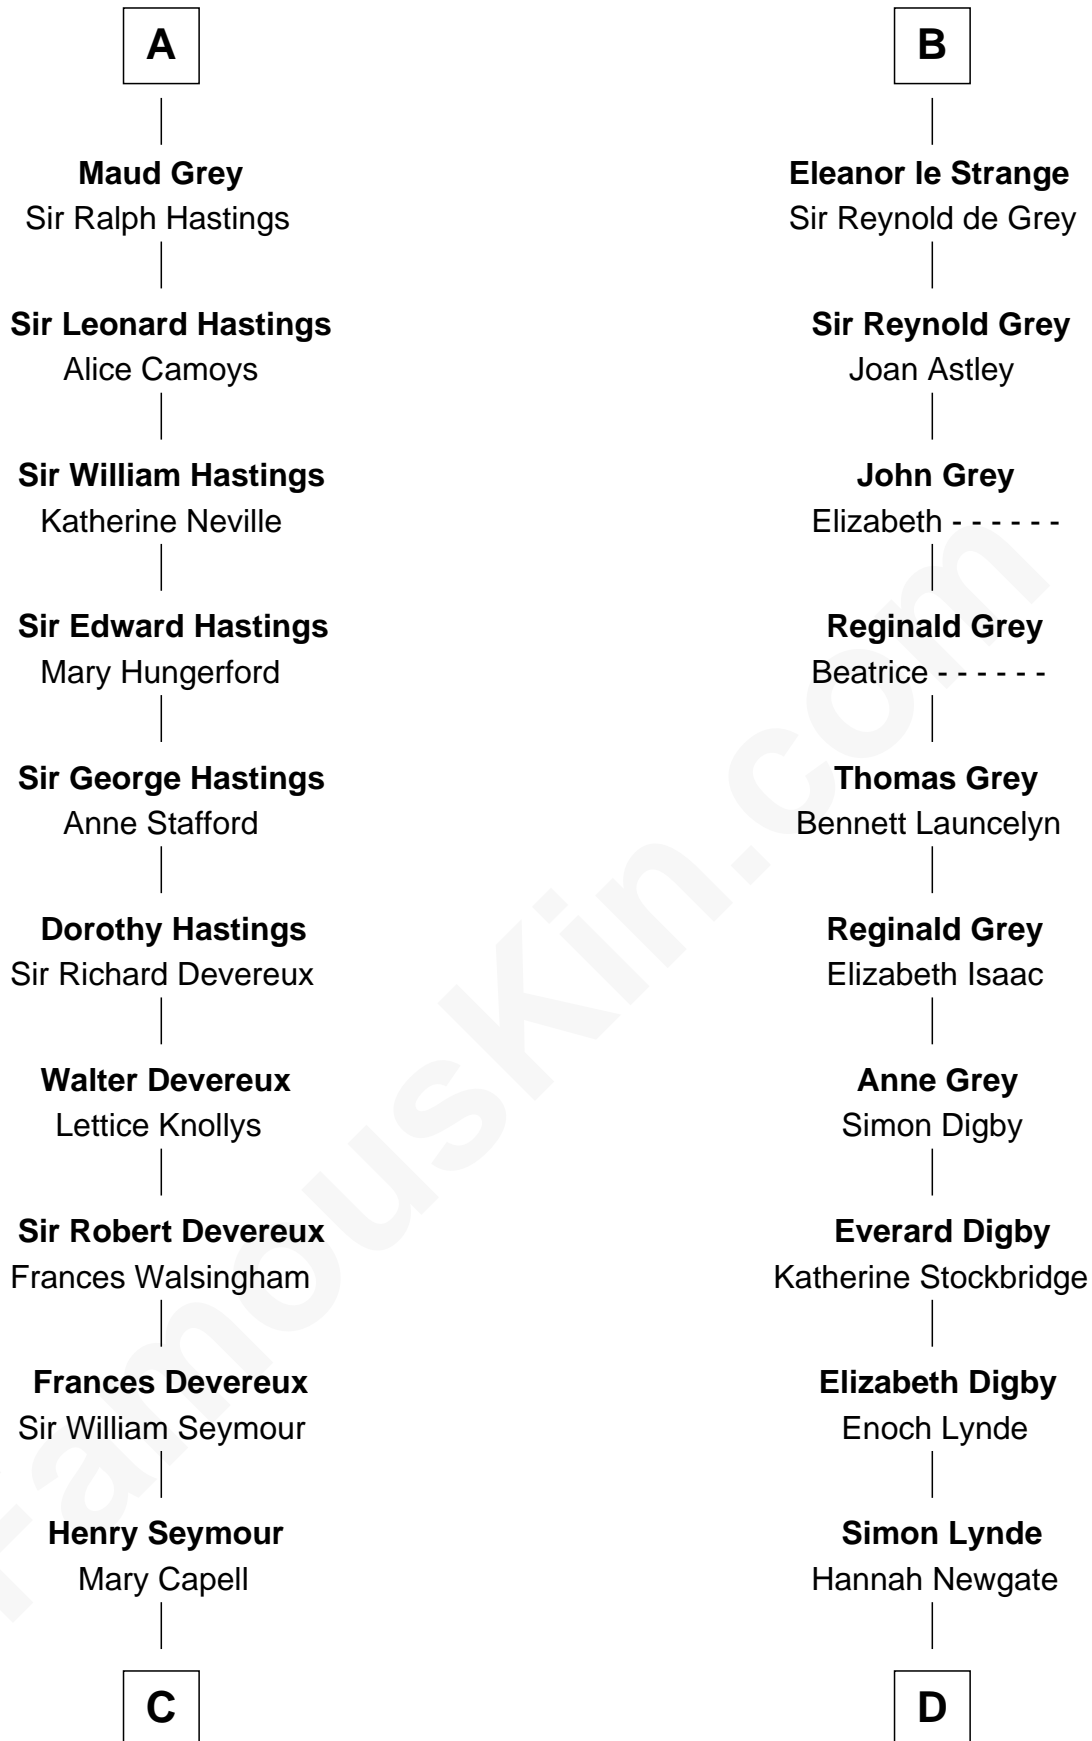 A
Maud Grey
Sir Ralph Hastings
Sir Leonard Hastings
Alice Camoys
Sir William Hastings
Katherine Neville
Sir Edward Hastings
Mary Hungerford
Sir George Hastings
Anne Stafford
Dorothy Hastings
Sir Richard Devereux
Walter Devereux
Lettice Knollys
Sir Robert Devereux
Frances Walsingham
Frances Devereux
Sir William Seymour
Henry Seymour
Mary Capell
C
B
Eleanor le Strange
Sir Reynold de Grey
Sir Reynold Grey
Joan Astley
John Grey
Elizabeth - - - - - -
Reginald Grey
Beatrice - - - - - -
Thomas Grey
Bennett Launcelyn
Reginald Grey
Elizabeth Isaac
Anne Grey
Simon Digby
Everard Digby
Katherine Stockbridge
Elizabeth Digby
Enoch Lynde
Simon Lynde
Hannah Newgate
D
FamousKin.com